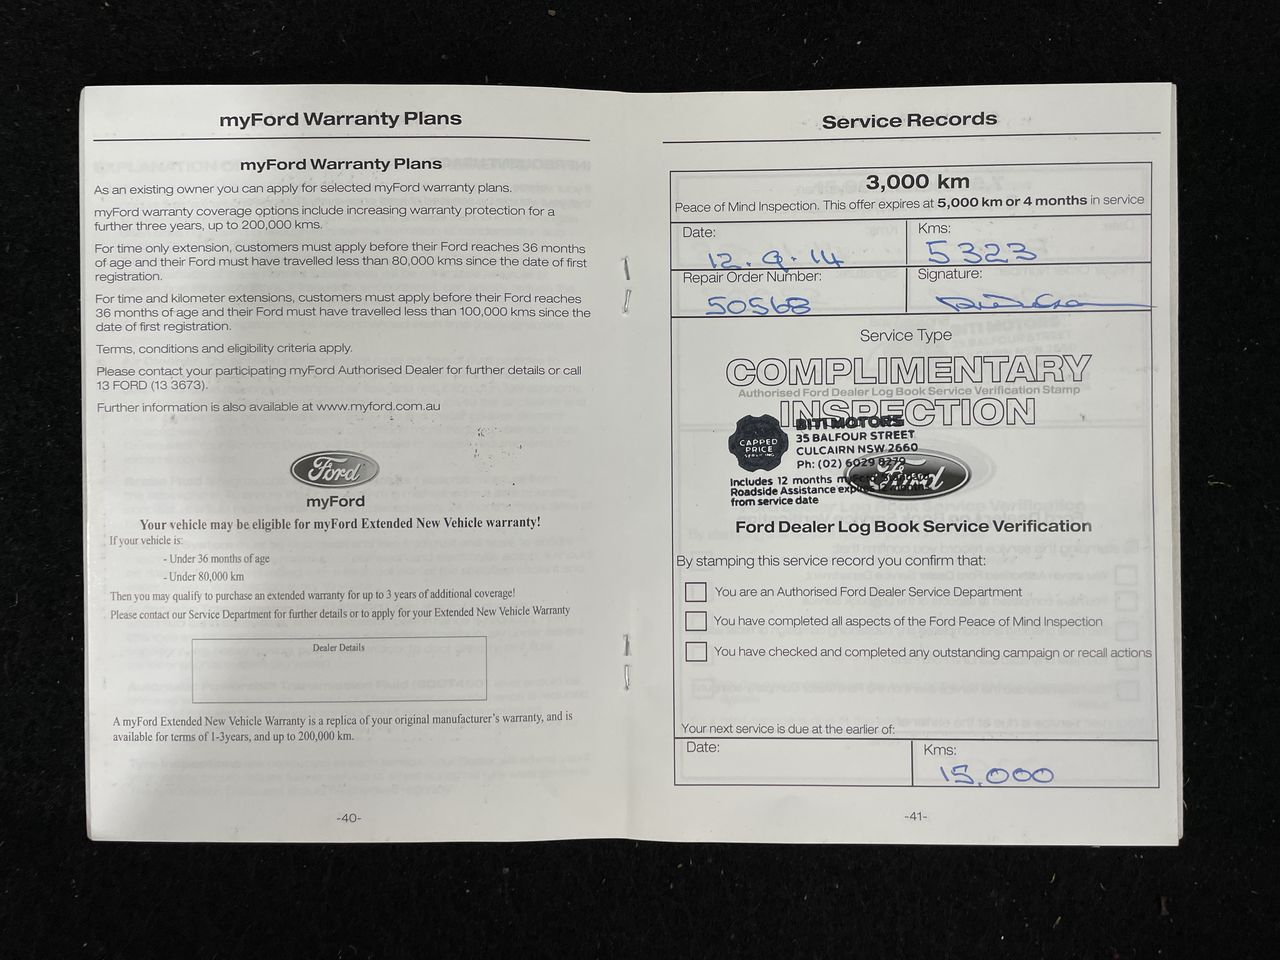 myFord Warranty Plans
myFord Warranty Plans
As an existing owner you can apply for selected myFord warranty plans.
myFord warranty coverage options include increasing warranty protection for a
further three years, up to 200,000 kms.
For time only extension, customers must apply before their Ford reaches 36 months
of age and their Ford must have travelled less than 80,000 kms since the date of first
registration.
For time and kilometer extensions, customers must apply before their Ford reaches
36 months of age and their Ford must have travelled less than 100,000 kms since the
date of first registration.
Terms, conditions and eligibility criteria apply.
Please contact your participating myFord Authorised Dealer for further details or call
13 FORD (13 3673).
Further information is also available at www.myford.com.au
Ford
myFord
Your vehicle may be eligible for myFord Extended New Vehicle warranty!
If your vehicle is:
- Under 36 months of age
- Under 80,000 km
Then you may qualify to purchase an extended warranty for up to 3 years of additional coverage!
Please contact our Service Department for further details or to apply for your Extended New Vehicle Warranty
Dealer Details
A myFord Extended New Vehicle Warranty is a replica of your original manufacturer's warranty, and is
available for terms of 1-3years, and up to 200,000 km.
-40-
Service Records
3,000 km
Peace of Mind Inspection. This offer expires at 5,000 km or 4 months in service
Date:
12.9.14
Kms:
5323
Repair Order Number:
50568
Signature:
Service Type
COMPLIMENTARY
Authorised Ford Dealer Log Book Service Verification Stamp
INSPECTION
CAPPED
PRICE
SERVICING
BITI MOTORS
35 BALFOUR STREET
CULCAIRN NSW 2660
Ph: (02) 6029 8279
Ford
Includes 12 months
Roadside Assistance expires 12 months
from service date
Ford Dealer Log Book Service Verification
By stamping this service record you confirm that:
You are an Authorised Ford Dealer Service Department
You have completed all aspects of the Ford Peace of Mind Inspection
You have checked and completed any outstanding campaign or recall actions
Your next service is due at the earlier of:
Date:
Kms:
15,000
-41-